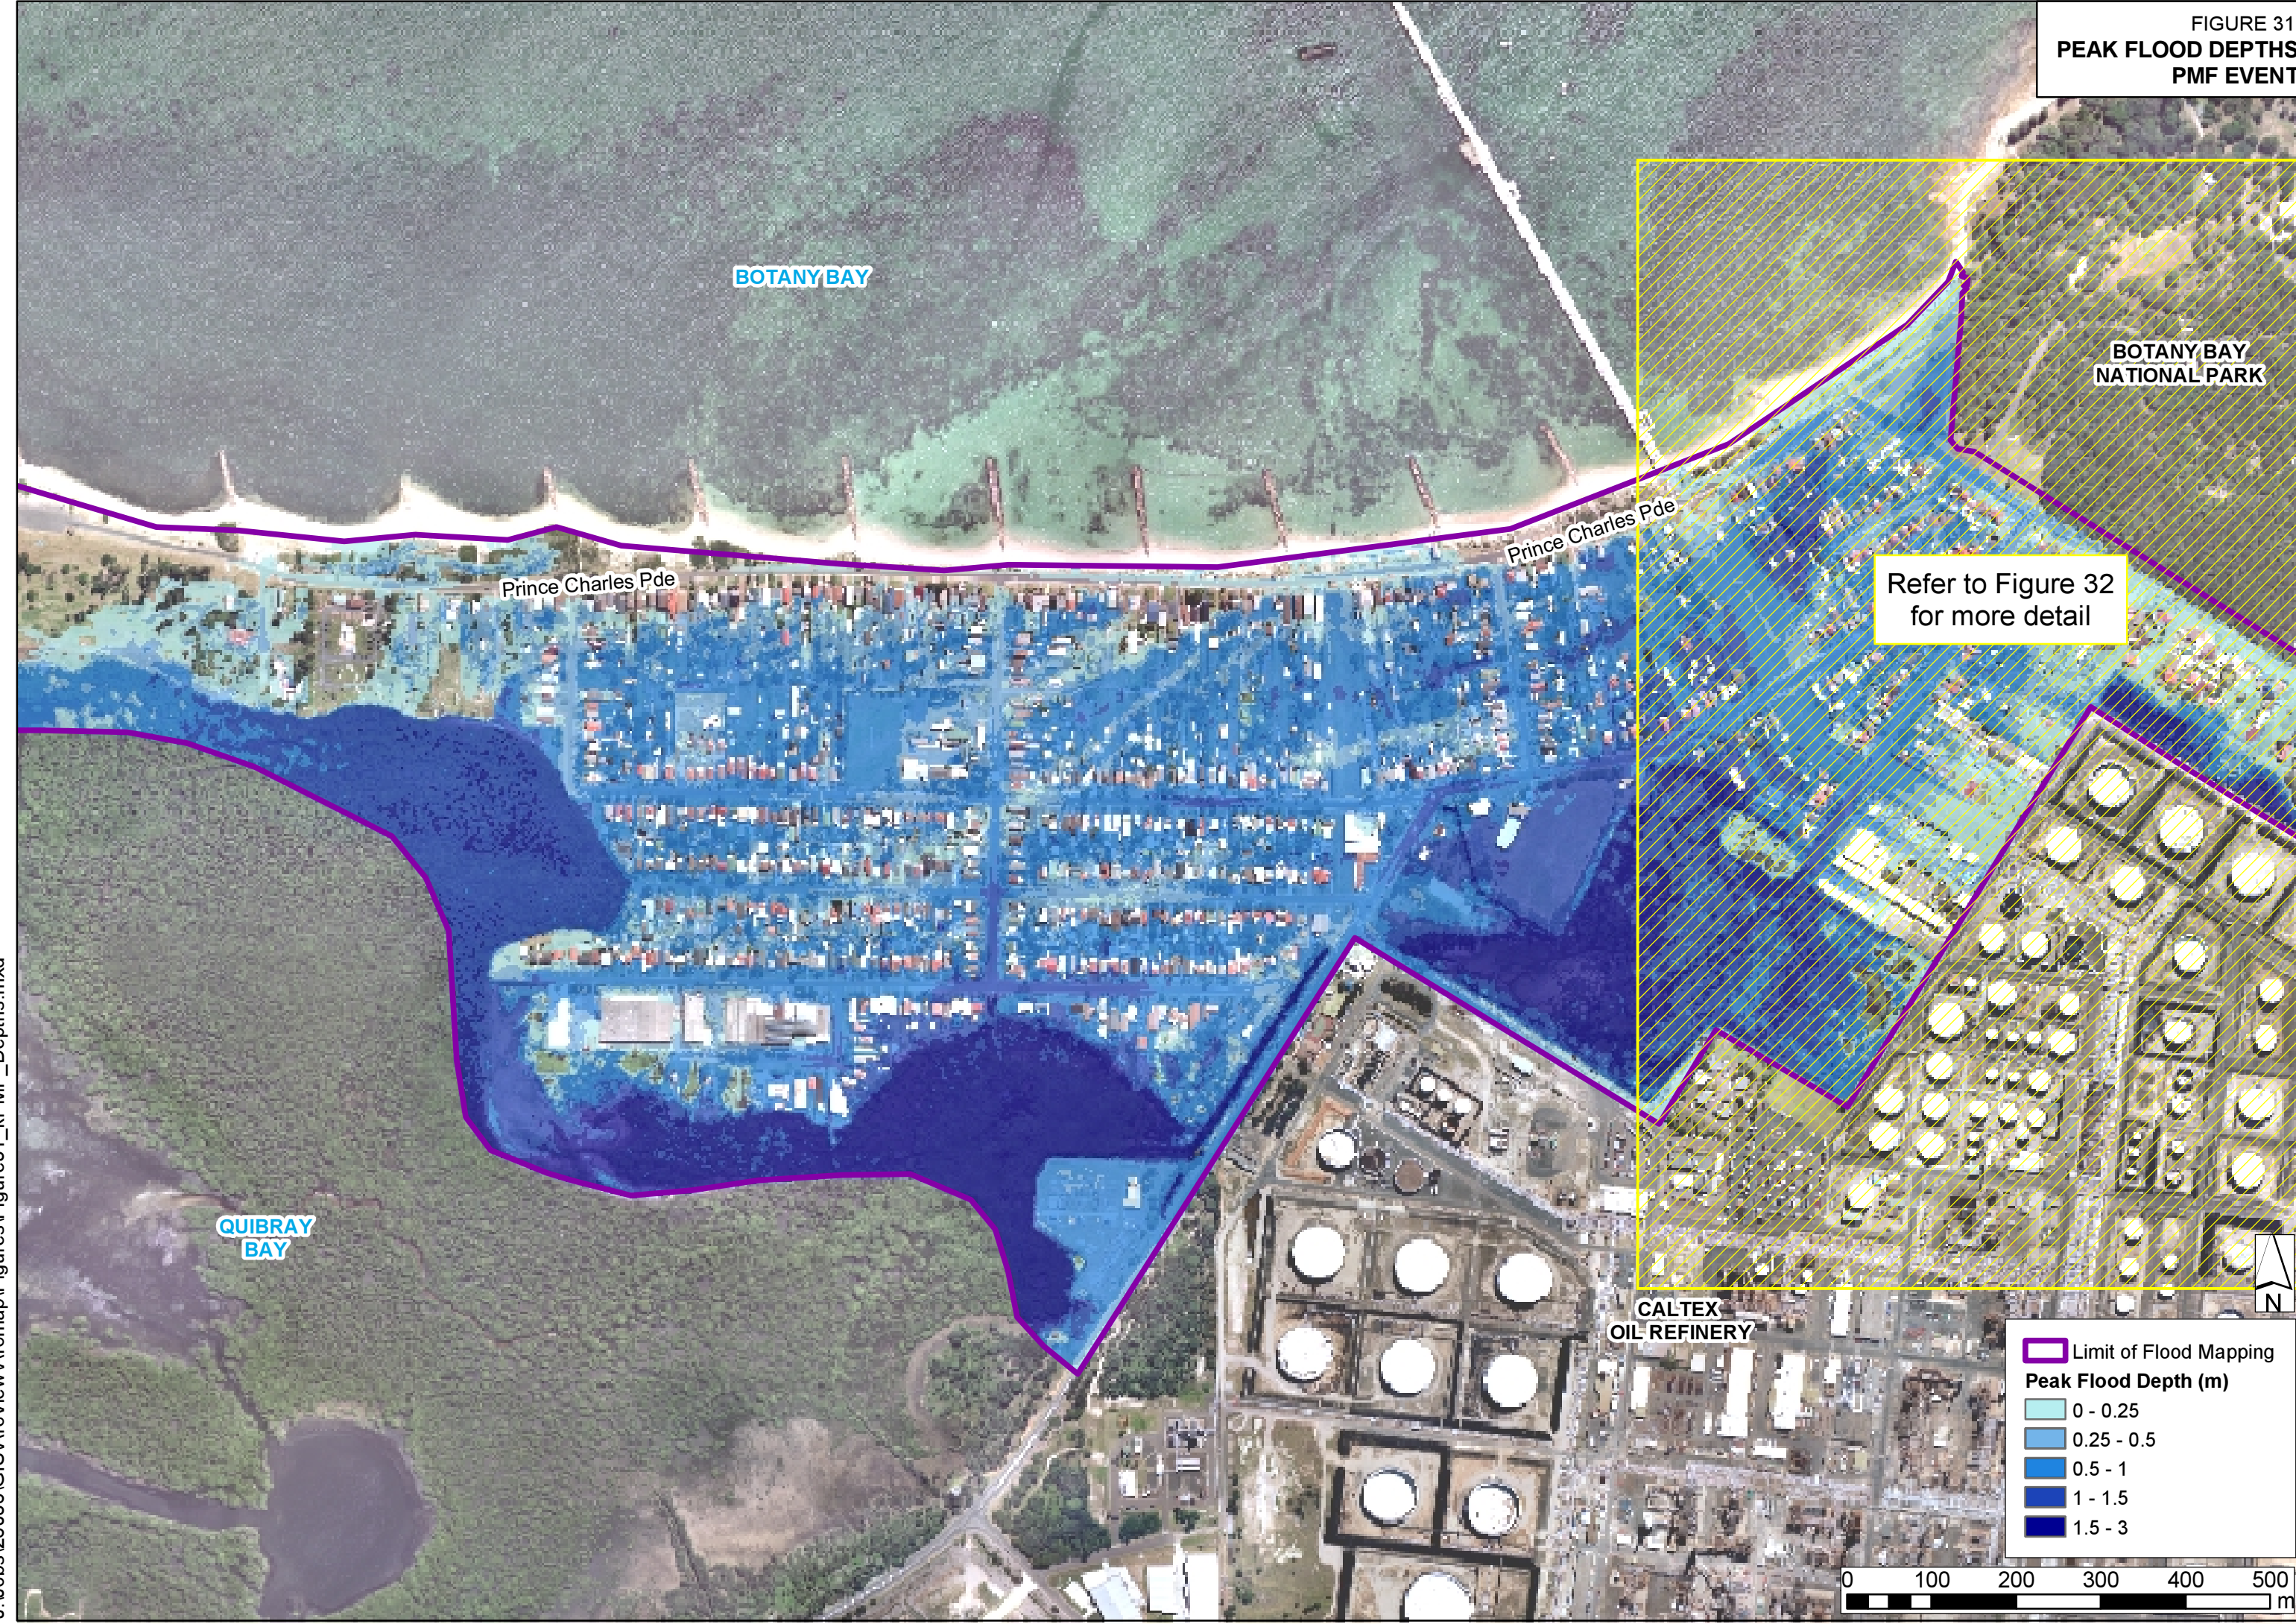 FIGURE 31
PEAK FLOOD DEPTHS
PMF EVENT
BOTANY BAY
BOTANY BAY
NATIONAL PARK
Prince Charles Pde
Prince Charles Pde
Refer to Figure 32
for more detail
QUIBRAY
BAY
CALTEX
OIL REFINERY
N
Limit of Flood Mapping
Peak Flood Depth (m)
0 - 0.25
0.25 - 0.5
0.5 - 1
1 - 1.5
1.5 - 3
0 100 200 300 400 500
m